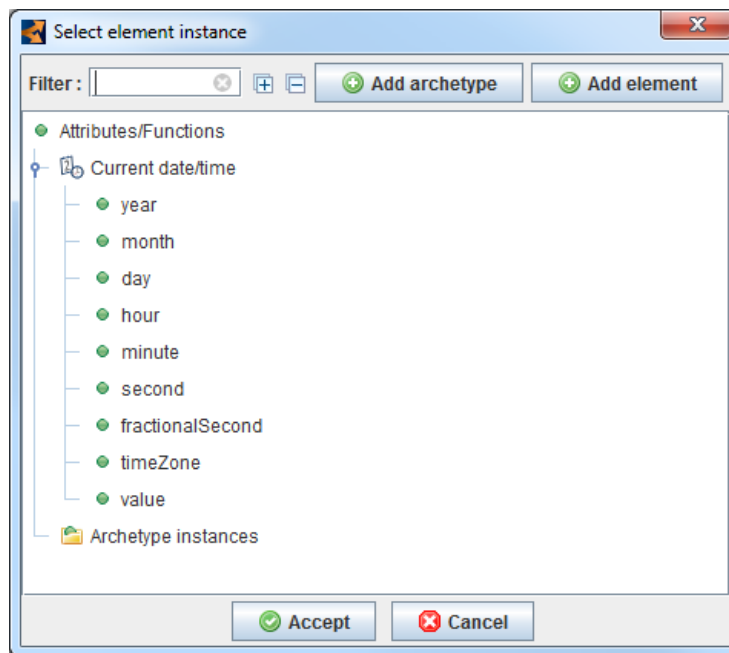 Select element instance
Filter : Add archetype Add element
Attributes/Functions
Current date/time
year
month
day
hour
minute
second
fractionalSecond
timeZone
value
Archetype instances
Accept Cancel